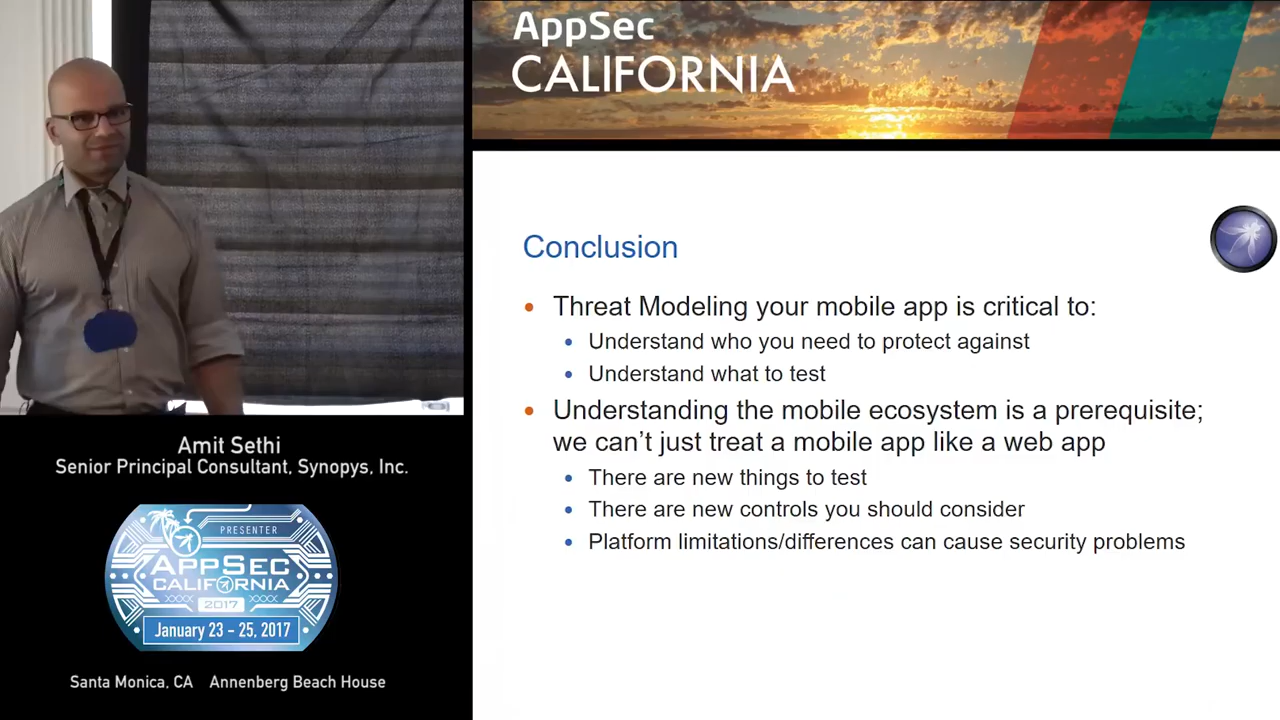 AppSec
CALIFORNIA
Conclusion
• Threat Modeling your mobile app is critical to:
• Understand who you need to protect against
• Understand what to test
• Understanding the mobile ecosystem is a prerequisite;
we can't just treat a mobile app like a web app
• There are new things to test
• There are new controls you should consider
• Platform limitations/differences can cause security problems
Amit Sethi
Senior Principal Consultant, Synopys, Inc.
PRESENTER
APPSEC
CALIFORNIA
2017
January 23 - 25, 2017
Santa Monica, CA Annenberg Beach House